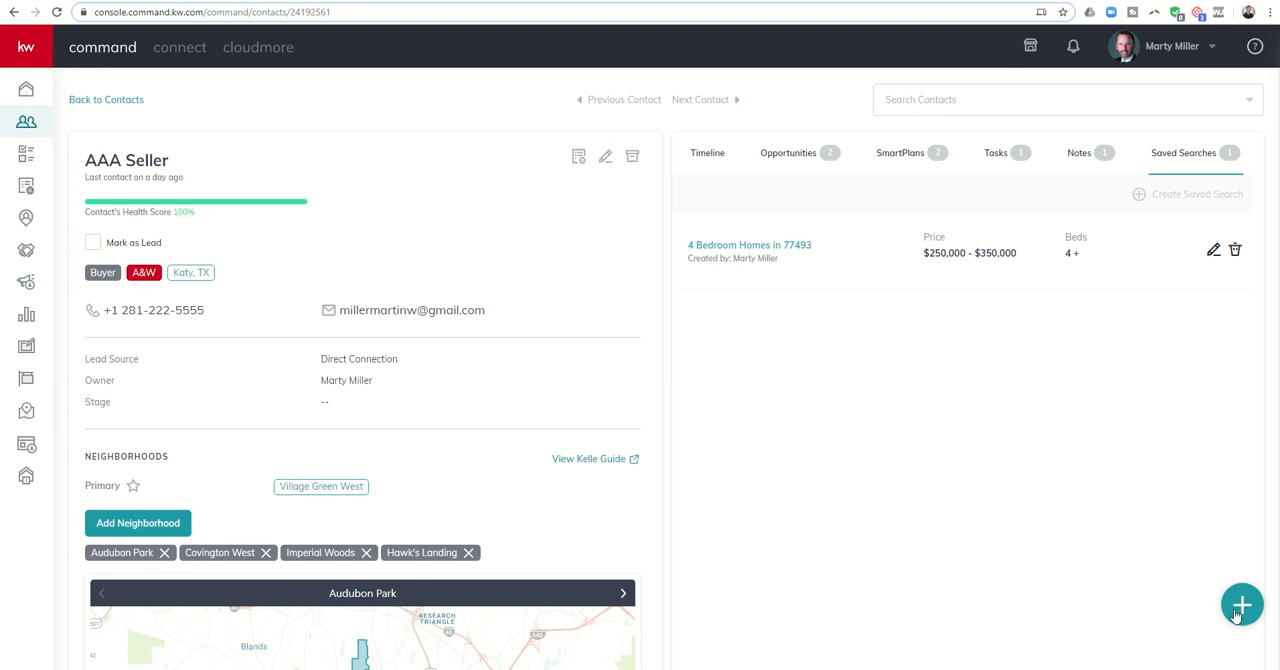 console.command.kw.com/command/contacts/24192561
kw
command connect cloudmore
Marty Miller
?
Back to Contacts
Previous Contact Next Contact
Search Contacts
AAA Seller
Last contact on a day ago
Contact's Health Score 100%
Mark as Lead
Buyer A&W Katy, TX
+1 281-222-5555
millermartinw@gmail.com
Lead Source Direct Connection
Owner Marty Miller
Stage --
NEIGHBORHOODS
View Kelle Guide
Primary Village Green West
Add Neighborhood
Audubon Park Covington West Imperial Woods Hawk's Landing
Audubon Park
RESEARCH
TRIANGLE
40
540
Blands
Timeline Opportunities 2 SmartPlans 2 Tasks 1 Notes 1 Saved Searches 1
Create Saved Search
4 Bedroom Homes in 77493
Created by: Marty Miller
Price
$250,000 - $350,000
Beds
4 +